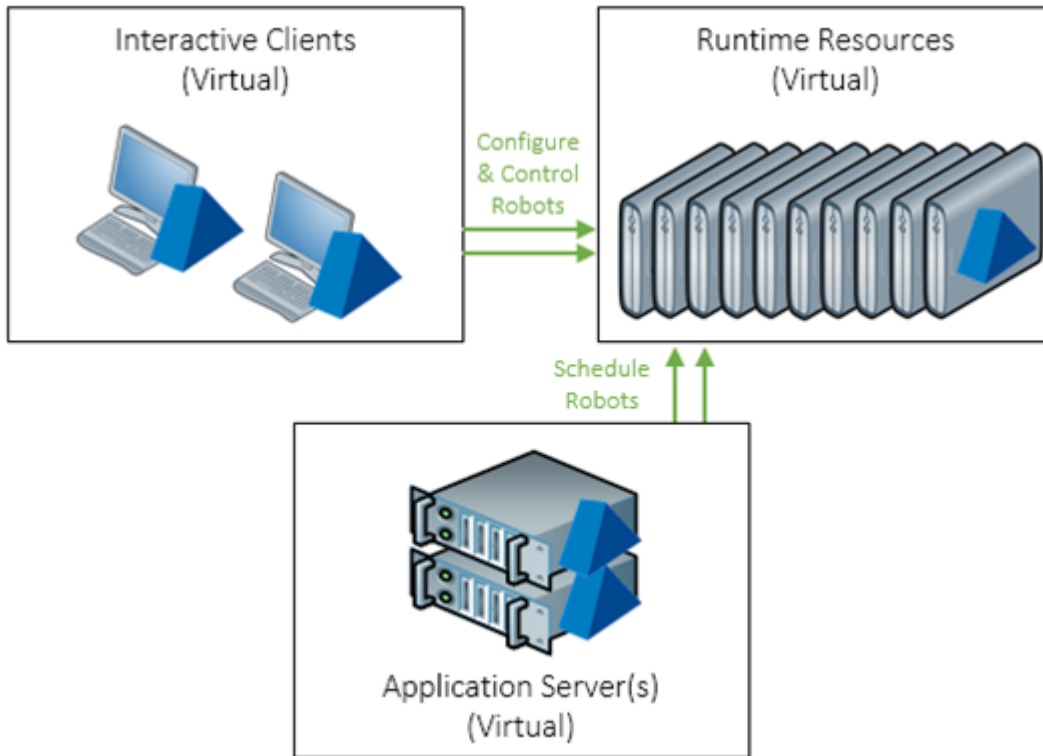 Interactive Clients
(Virtual)
Runtime Resources
(Virtual)
Configure
& Control
Robots
Schedule
Robots
Application Server(s)
(Virtual)